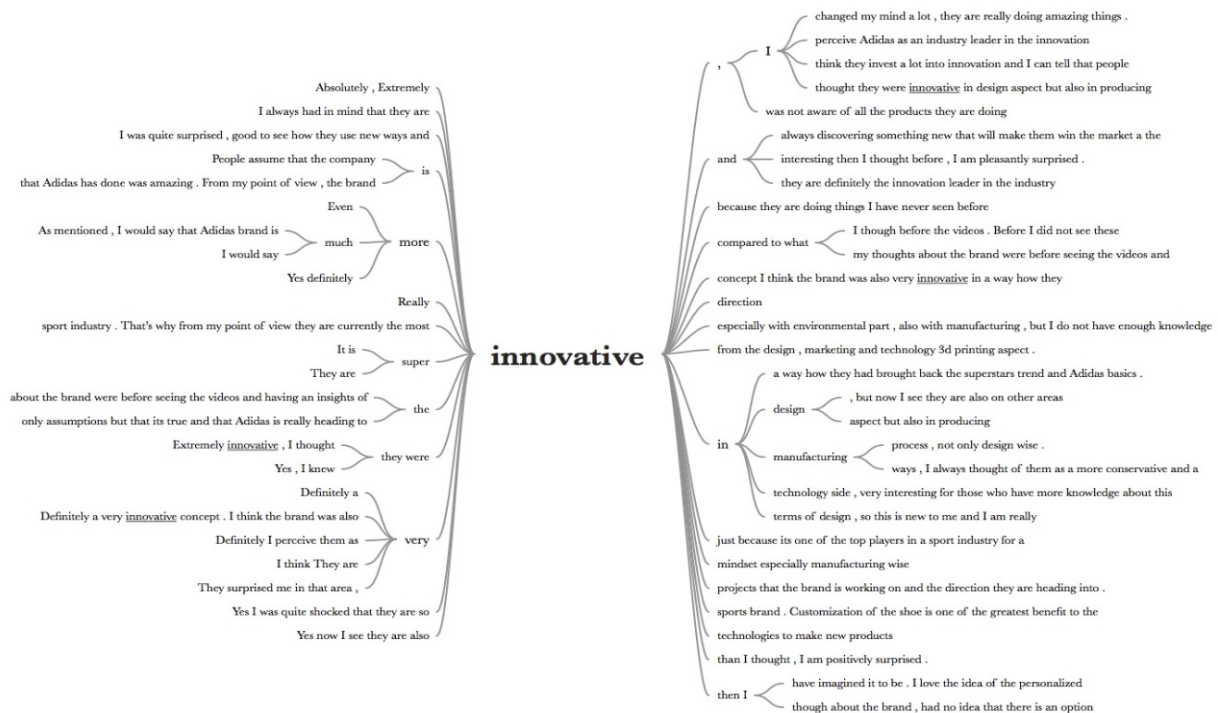 Absolutely , Extremely
I always had in mind that they are
I was quite surprised , good to see how they use new ways and
People assume that the company
that Adidas has done was amazing . From my point of view , the brand
is
Even
As mentioned , I would say that Adidas brand is
I would say
much
Yes definitely
more
Really
sport industry . That's why from my point of view they are currently the most
It is
They are
super
about the brand were before seeing the videos and having an insights of
only assumptions but that its true and that Adidas is really heading to
the
Extremely innovative , I thought
Yes , I knew
they were
Definitely a
Definitely a very innovative concept . I think the brand was also
Definitely I perceive them as
I think They are
They surprised me in that area ,
very
Yes I was quite shocked that they are so
Yes now I see they are also
innovative
,
I
changed my mind a lot , they are really doing amazing things .
perceive Adidas as an industry leader in the innovation
think they invest a lot into innovation and I can tell that people
thought they were innovative in design aspect but also in producing
was not aware of all the products they are doing
and
always discovering something new that will make them win the market a the
interesting then I thought before , I am pleasantly surprised .
they are definitely the innovation leader in the industry
because they are doing things I have never seen before
compared to what
I though before the videos . Before I did not see these
my thoughts about the brand were before seeing the videos and
concept I think the brand was also very innovative in a way how they
direction
especially with environmental part , also with manufacturing , but I do not have enough knowledge
from the design , marketing and technology 3d printing aspect .
in
a way how they had brought back the superstars trend and Adidas basics .
design
, but now I see they are also on other areas
aspect but also in producing
manufacturing
process , not only design wise .
ways , I always thought of them as a more conservative and a
technology side , very interesting for those who have more knowledge about this
terms of design , so this is new to me and I am really
just because its one of the top players in a sport industry for a
mindset especially manufacturing wise
projects that the brand is working on and the direction they are heading into .
sports brand . Customization of the shoe is one of the greatest benefit to the
technologies to make new products
than I thought , I am positively surprised .
then I
have imagined it to be . I love the idea of the personalized
though about the brand , had no idea that there is an option